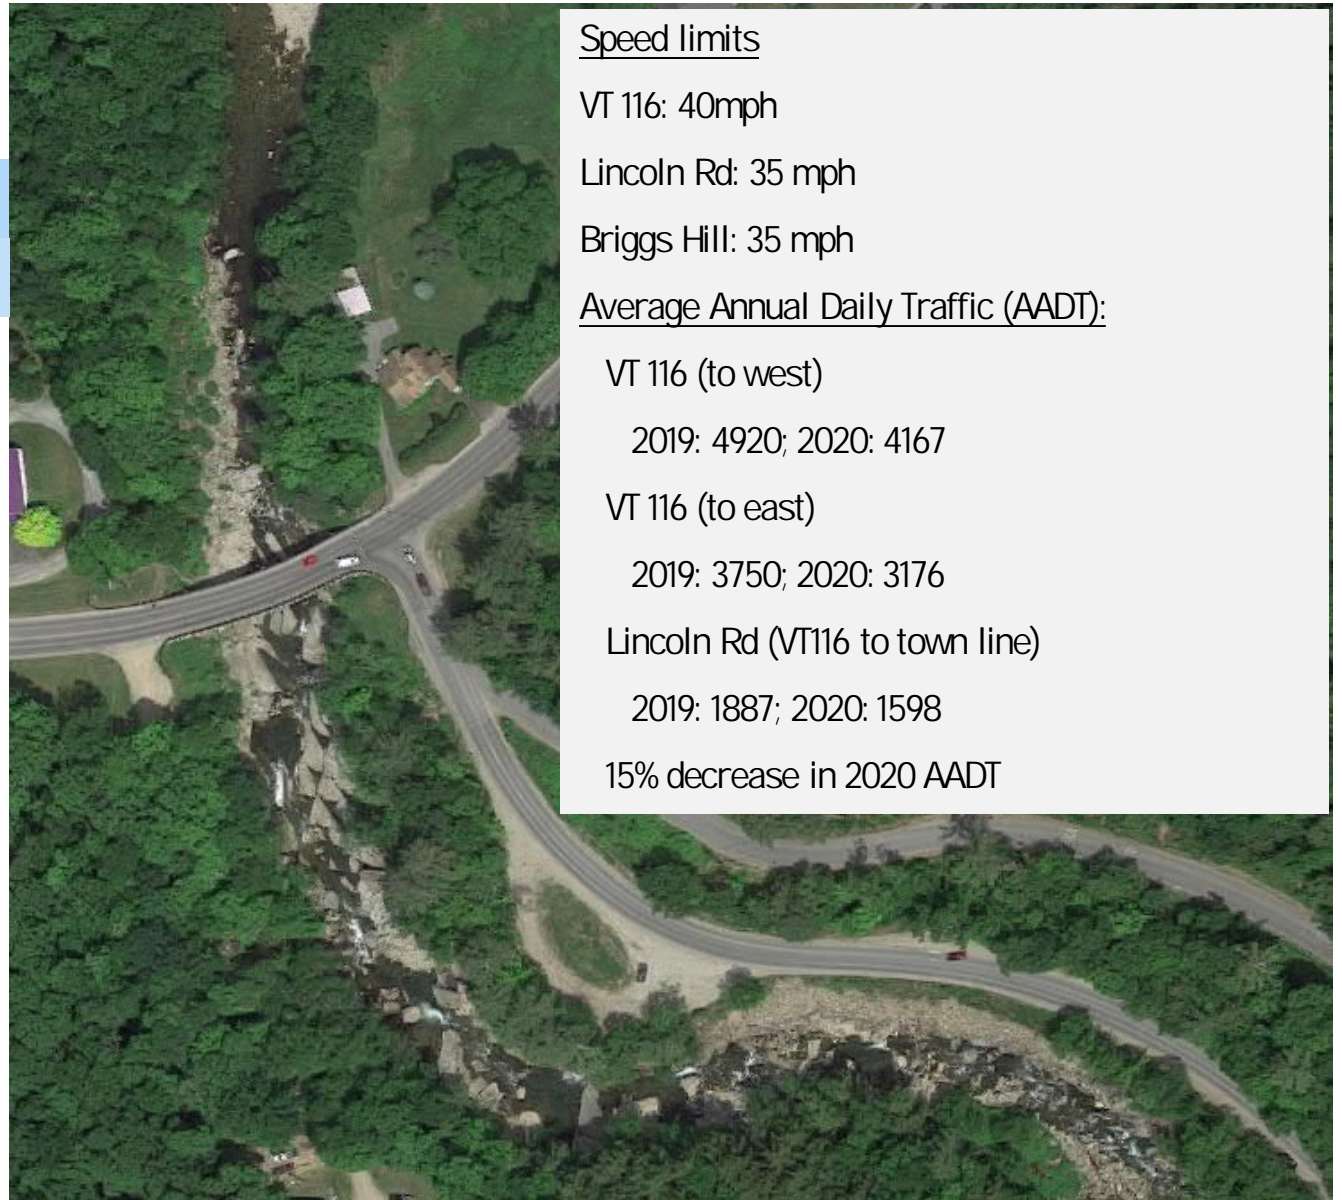 Speed limits
VT 116: 40mph
Lincoln Rd: 35 mph
Briggs Hill: 35 mph
Average Annual Daily Traffic (AADT):
VT 116 (to west)
2019: 4920; 2020: 4167
VT 116 (to east)
2019: 3750; 2020: 3176
Lincoln Rd (VT116 to town line)
2019: 1887; 2020: 1598
15% decrease in 2020 AADT